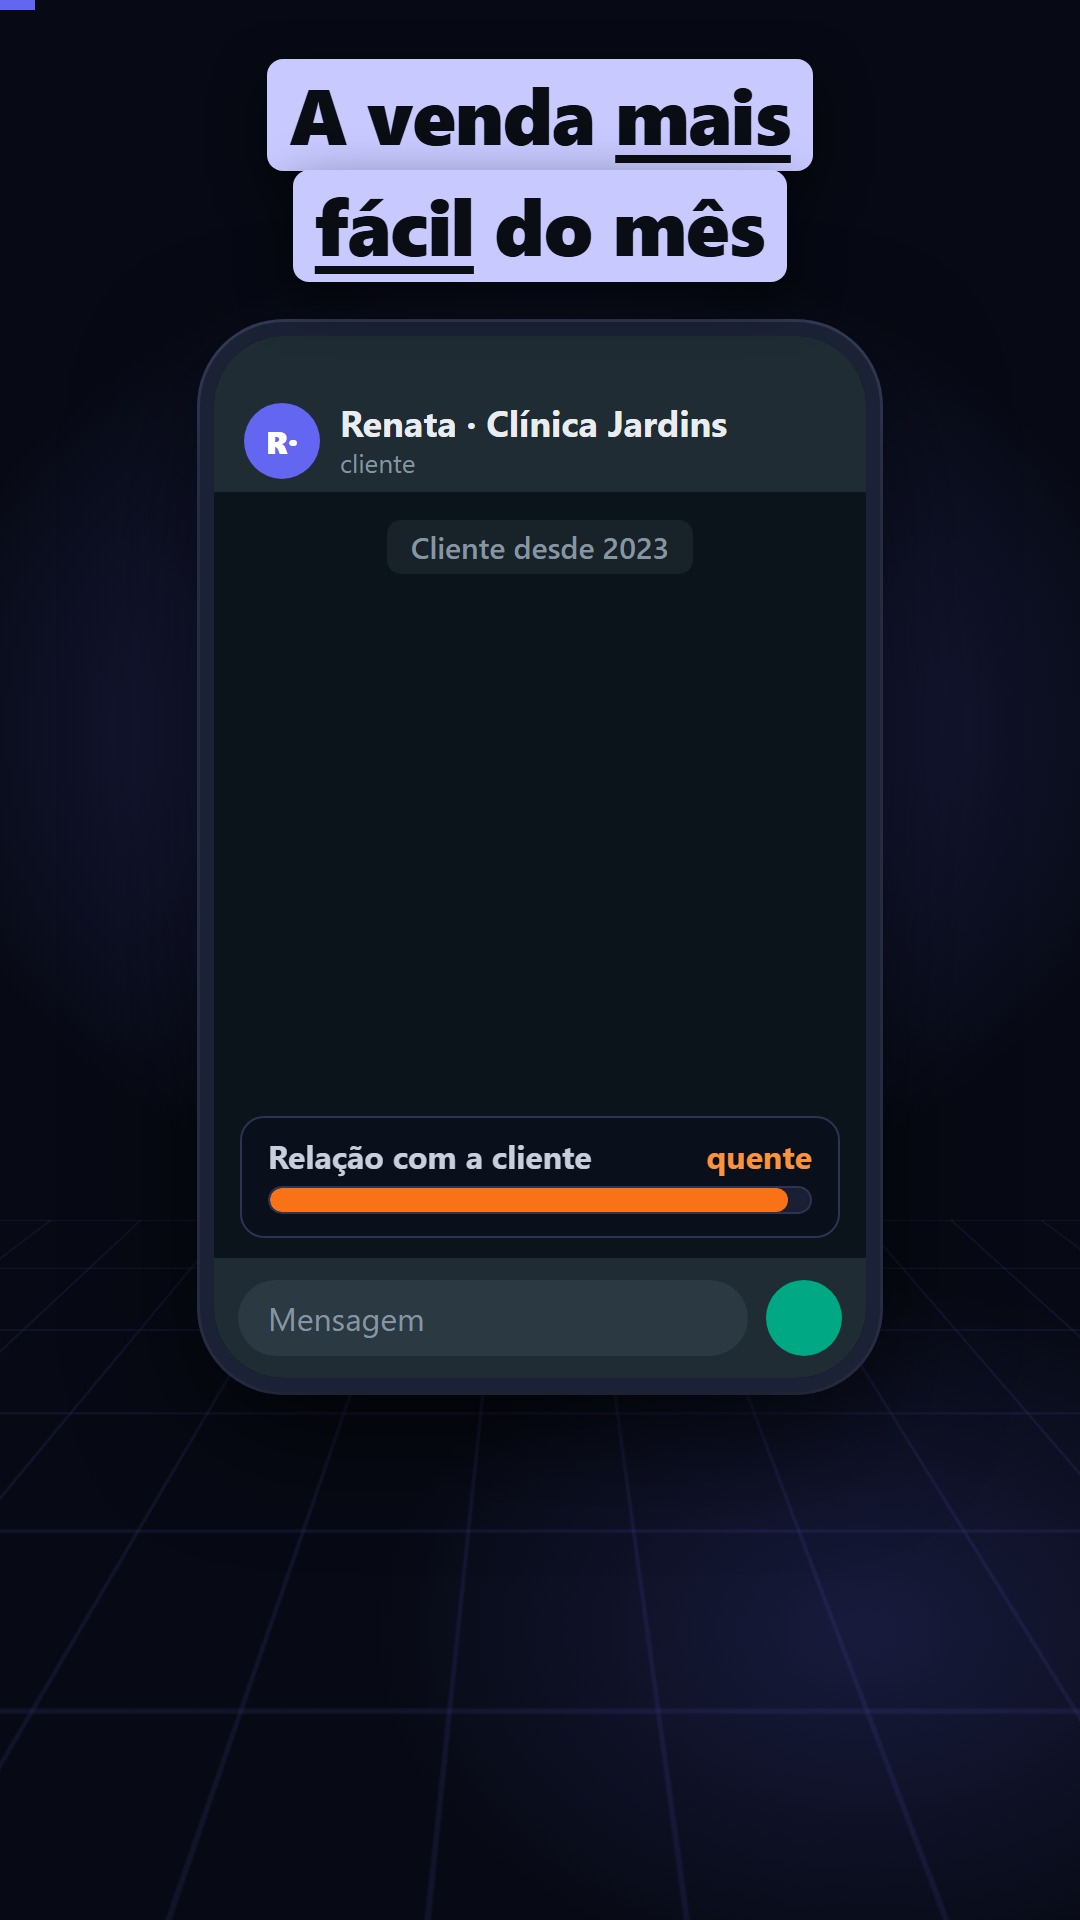 A venda mais
fácil do mês
R·
Renata · Clínica Jardins
cliente
Cliente desde 2023
Relação com a cliente quente
Mensagem